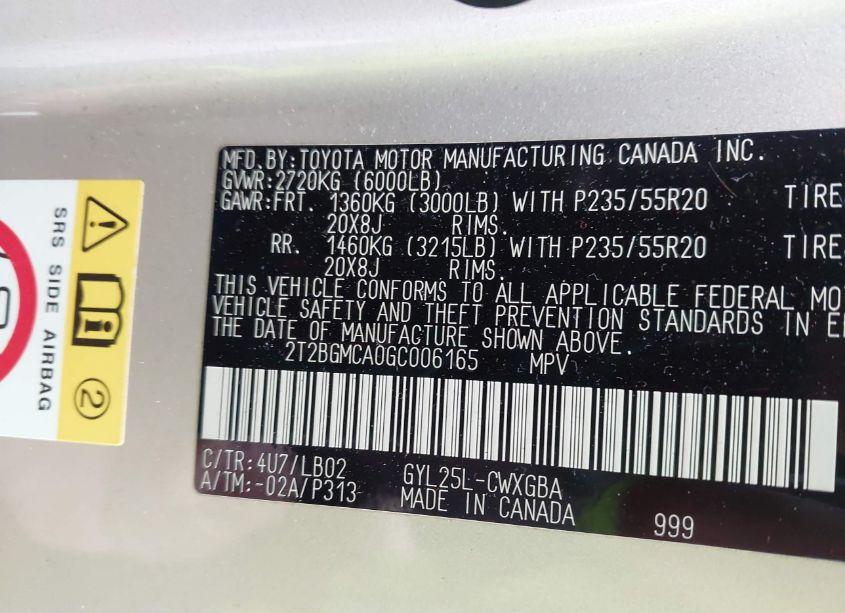 MFD.BY:TOYOTA MOTOR MANUFACTURING CANADA INC.
GVWR:2720KG (6000LB)
GAWR:FRT. 1360KG (3000LB) WITH P235/55R20 TIRE
20X8J RIMS.
RR. 1460KG (3215LB) WITH P235/55R20 TIRE
20X8J RIMS.
THIS VEHICLE CONFORMS TO ALL APPLICABLE FEDERAL MO
VEHICLE SAFETY AND THEFT PREVENTION STANDARDS IN E
THE DATE OF MANUFACTURE SHOWN ABOVE.
2T2BGMCA0GC006165 MPV
C/TR:4U7/LB02 GYL25L-CWXGBA
A/TM:-02A/P313 MADE IN CANADA
999
SRS SIDE AIRBAG
2